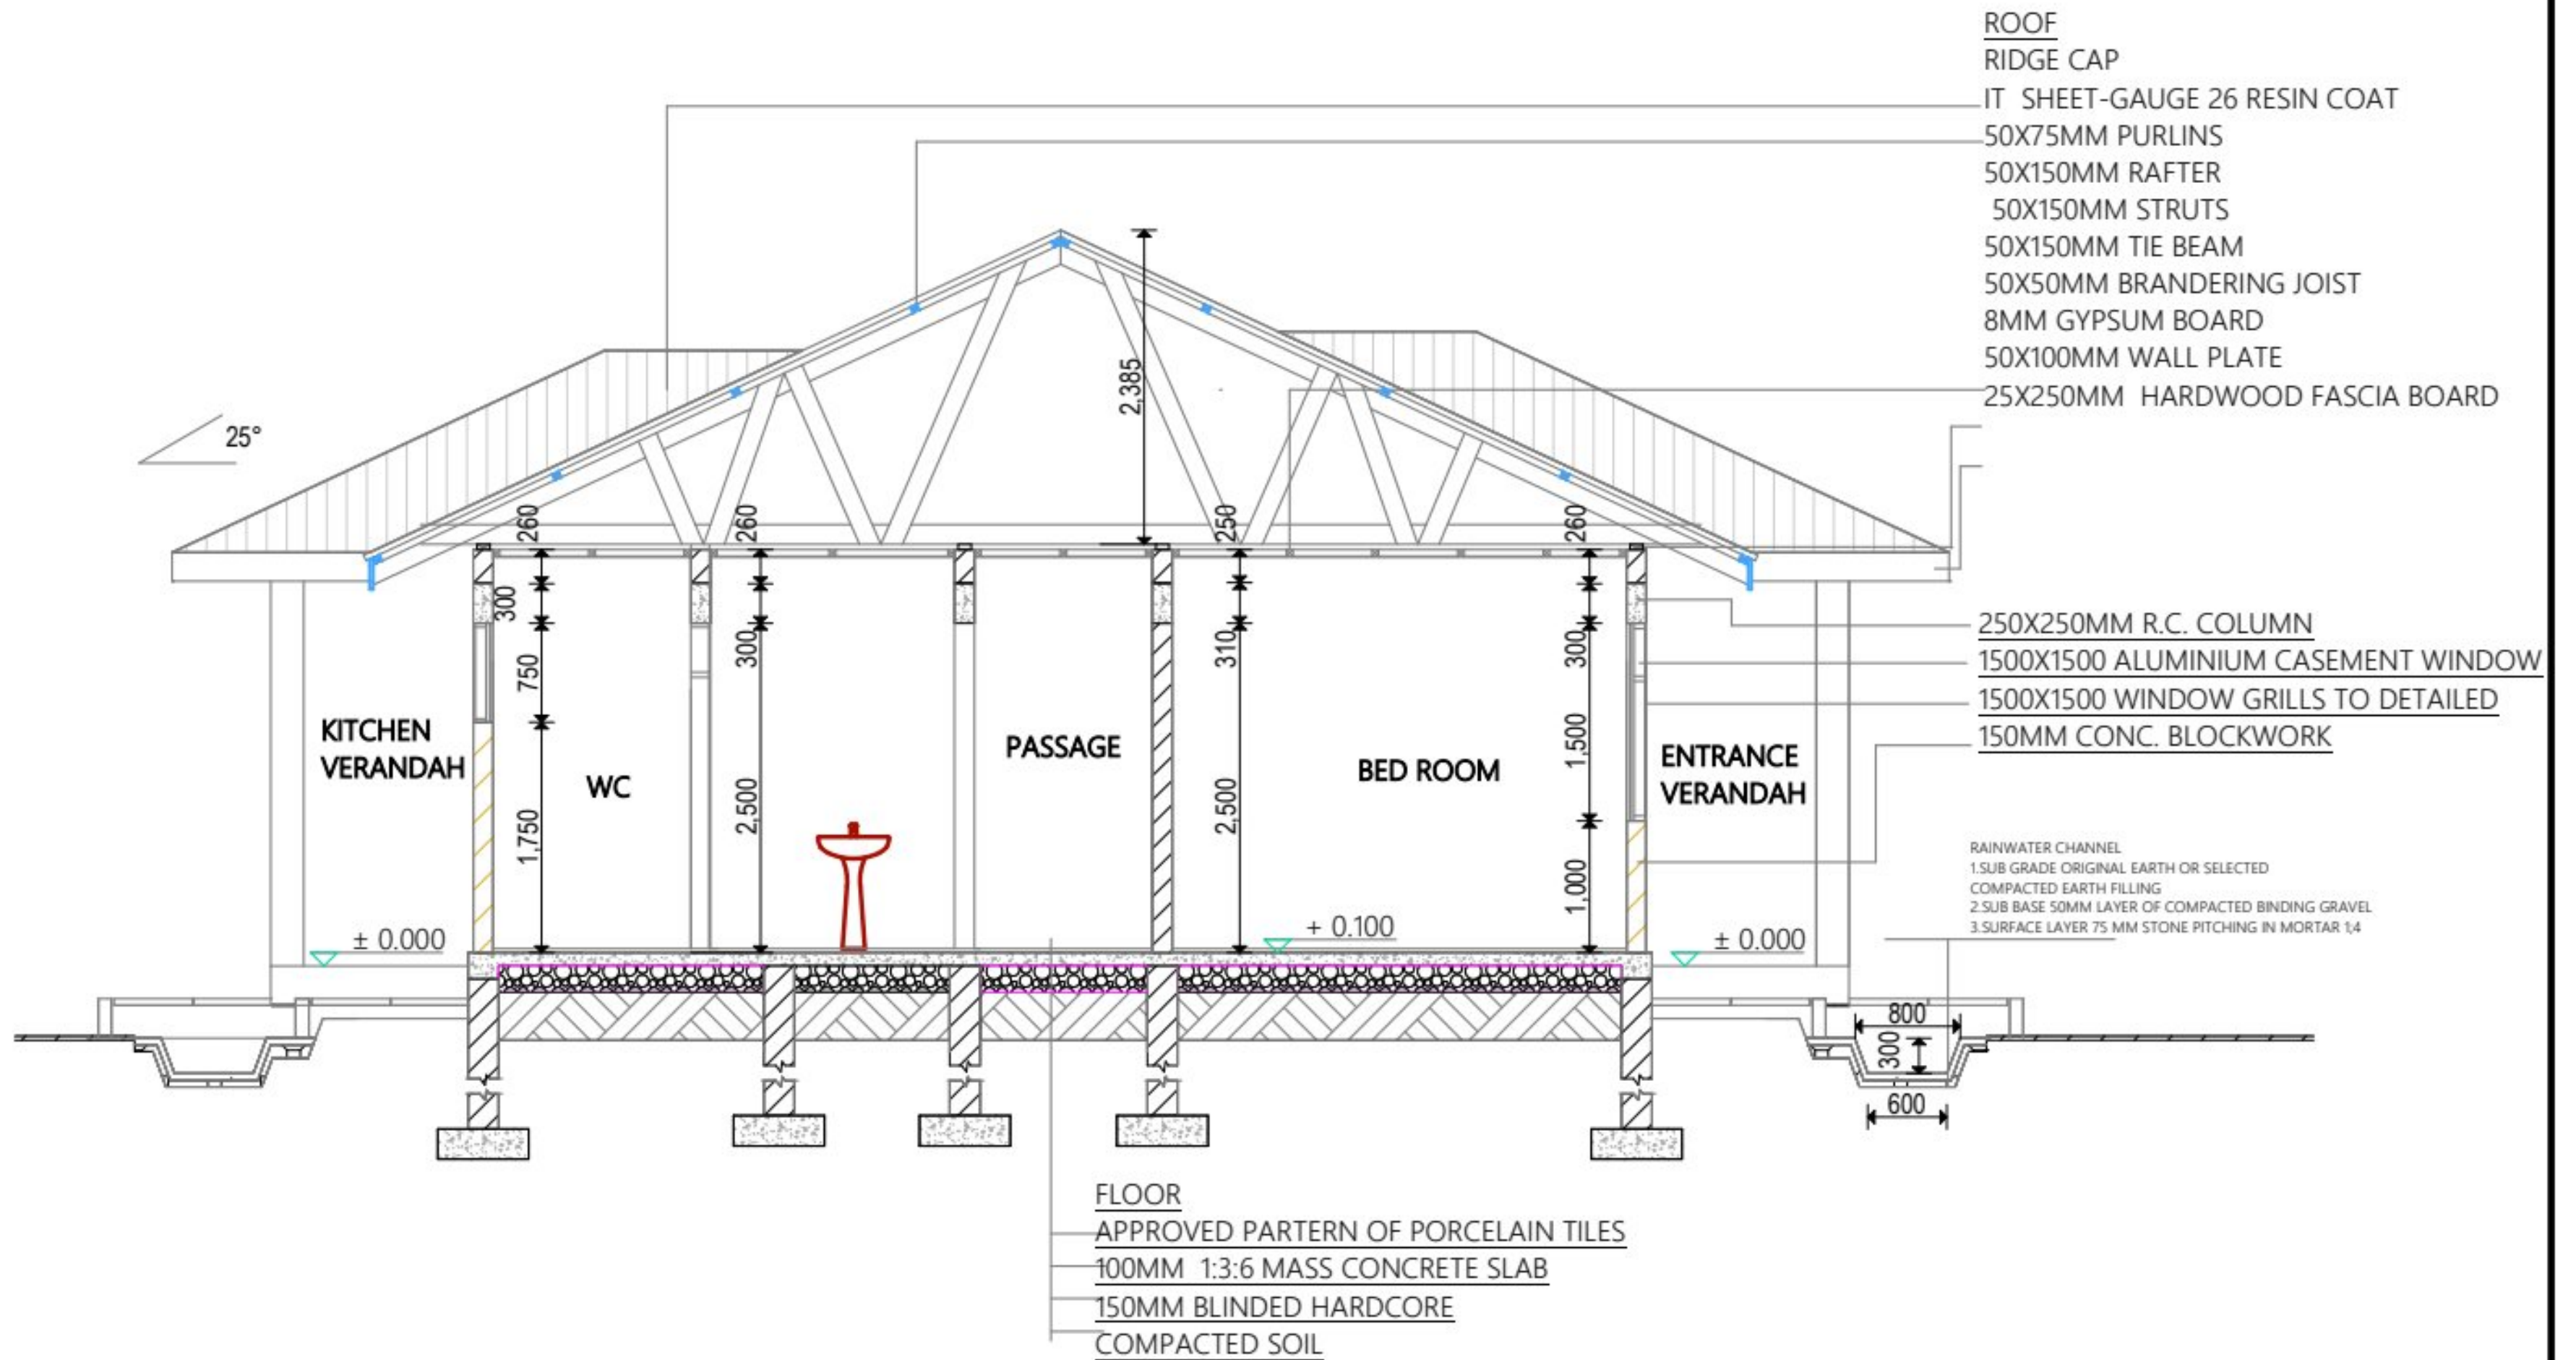 ROOF
RIDGE CAP
IT SHEET-GAUGE 26 RESIN COAT
50X75MM PURLINS
50X150MM RAFTER
50X150MM STRUTS
50X150MM TIE BEAM
50X50MM BRANDERING JOIST
8MM GYPSUM BOARD
50X100MM WALL PLATE
25X250MM HARDWOOD FASCIA BOARD
25°
2,385
260
260
250
260
300
300
310
300
750
1,750
2,500
2,500
1,500
1,000
KITCHEN
VERANDAH
WC
PASSAGE
BED ROOM
ENTRANCE
VERANDAH
± 0.000
+ 0.100
± 0.000
250X250MM R.C. COLUMN
1500X1500 ALUMINIUM CASEMENT WINDOW
1500X1500 WINDOW GRILLS TO DETAILED
150MM CONC. BLOCKWORK
RAINWATER CHANNEL
1.SUB GRADE ORIGINAL EARTH OR SELECTED
COMPACTED EARTH FILLING
2.SUB BASE 50MM LAYER OF COMPACTED BINDING GRAVEL
3.SURFACE LAYER 75 MM STONE PITCHING IN MORTAR 1;4
800
300
600
FLOOR
APPROVED PARTERN OF PORCELAIN TILES
100MM 1:3:6 MASS CONCRETE SLAB
150MM BLINDED HARDCORE
COMPACTED SOIL